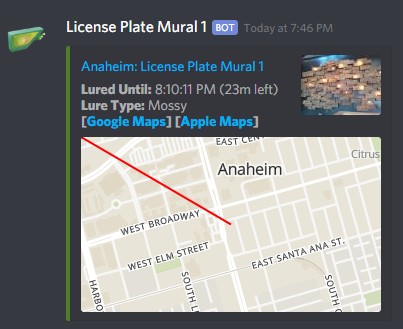 License Plate Mural 1 BOT Today at 7:46 PM
Anaheim: License Plate Mural 1
Lured Until: 8:10:11 PM (23m left)
Lure Type: Mossy
[Google Maps] [Apple Maps]
EAST CEN
Citrus
Anaheim
WEST BROADWAY
WEST ELM STREET
EAST SANTA ANA ST.
HARBO
SOUTH L
SOUTH O